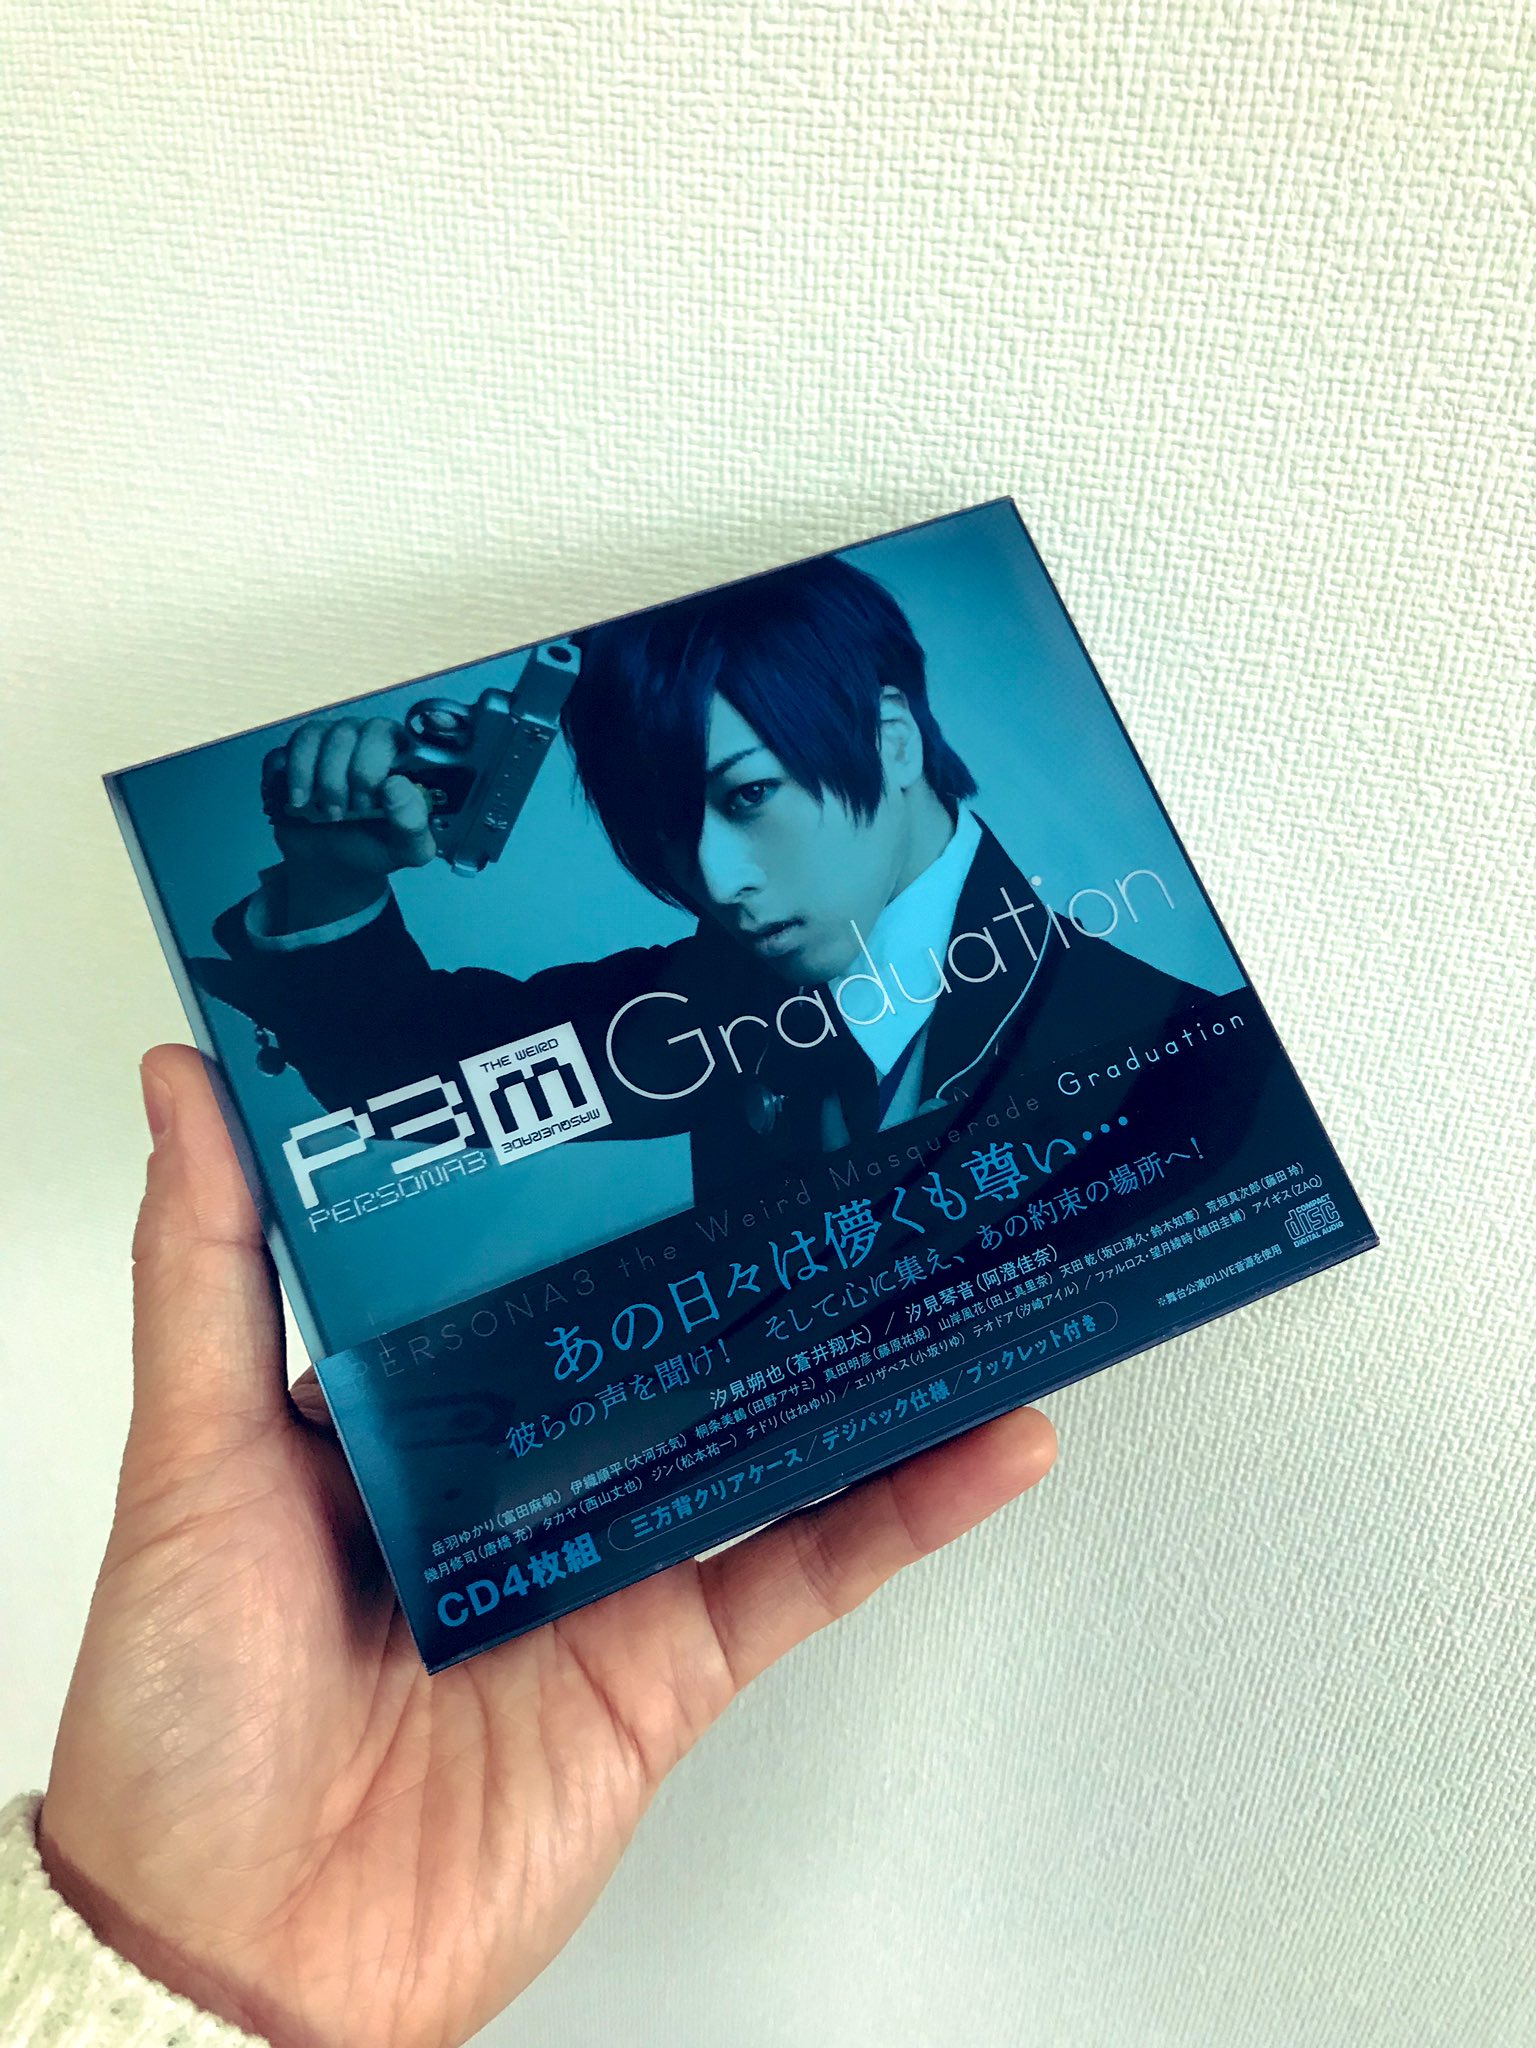 Graduation
P3M
THE WEIRD
MASQUERADE
PERSONA3
PERSONA3 the Weird Masquerade Graduation
あの日々は儚くも尊い…
彼らの声を聞け! そして心に集え、あの約束の場所へ!
汐見朔也(蒼井翔太) / 汐見琴音(阿澄佳奈)
岳羽ゆかり(富田麻帆) 伊織順平(大河元気) 桐条美鶴(田野アサミ) 真田明彦(藤原祐規) 山岸風花(田上真里奈) 天田 乾(坂口湧久・鈴木知憲) 荒垣真次郎(藤田 玲)
幾月修司(唐橋 充) タカヤ(西山丈也) ジン(松本祐一) チドリ(はねゆり) / エリザベス(小坂りゆ) テオドア(汐崎アイル) / ファルロス・望月綾時(植田圭輔) アイギス(ZAQ)
CD4枚組 三方背クリアケース/デジパック仕様/ブックレット付き
※舞台公演のLIVE音源を使用
COMPACT
disc
DIGITAL AUDIO